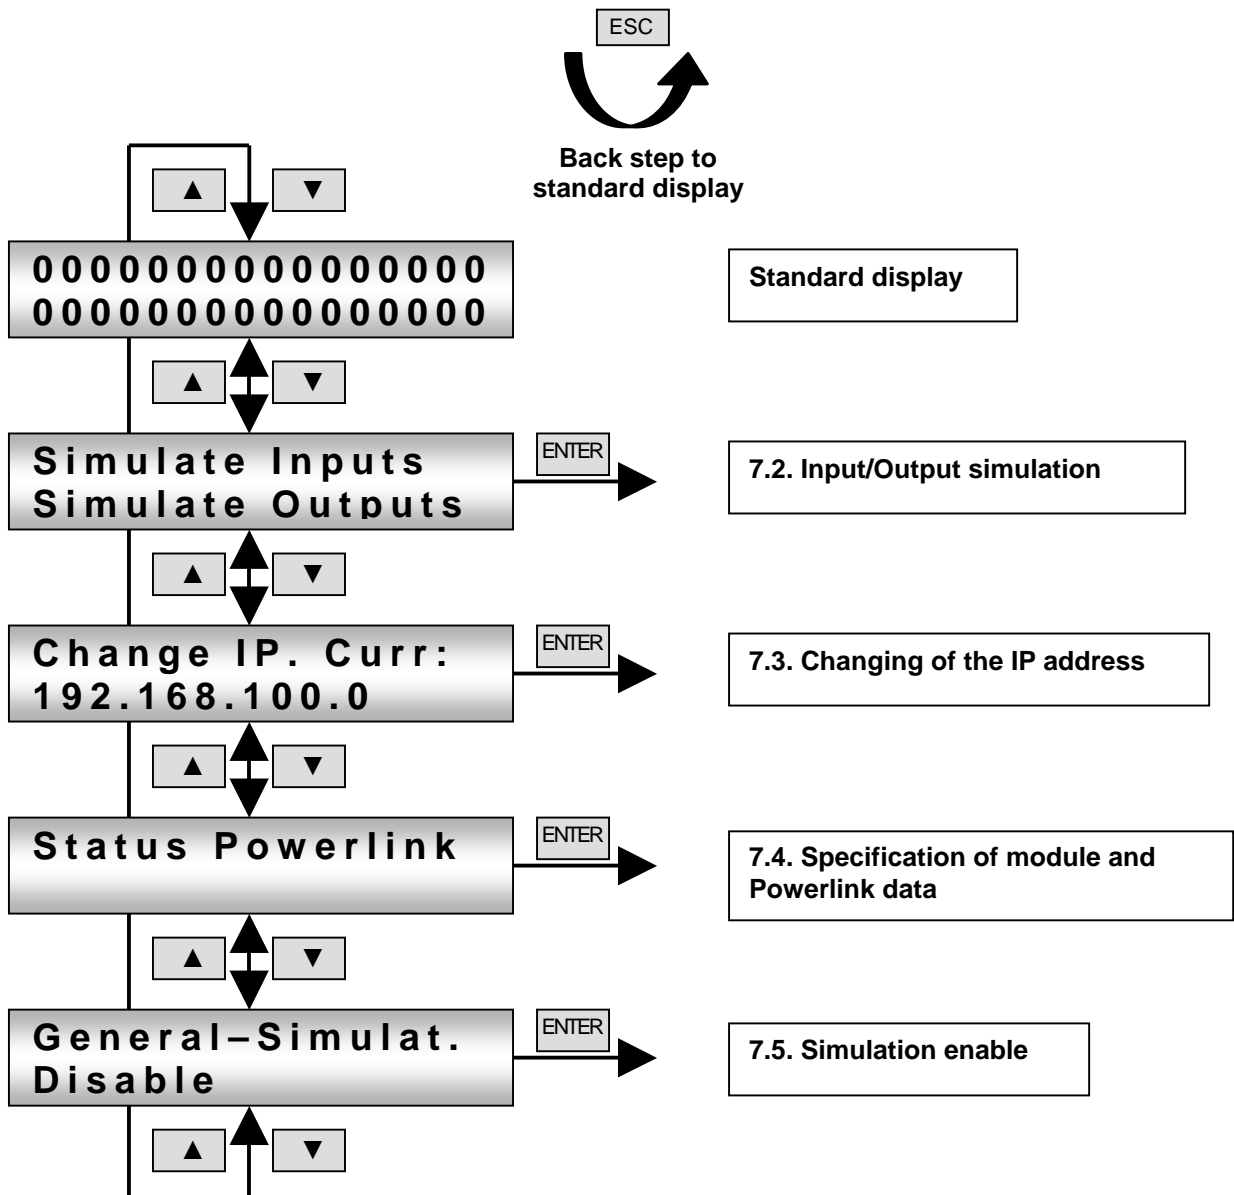 ESC
Back step to
standard display
▲ ▼
0000000000000000
0000000000000000
Standard display
▲ ▼
Simulate Inputs
Simulate Outputs
ENTER
7.2. Input/Output simulation
▲ ▼
Change IP. Curr:
192.168.100.0
ENTER
7.3. Changing of the IP address
▲ ▼
Status Powerlink
ENTER
7.4. Specification of module and
Powerlink data
▲ ▼
General–Simulat.
Disable
ENTER
7.5. Simulation enable
▲ ▼